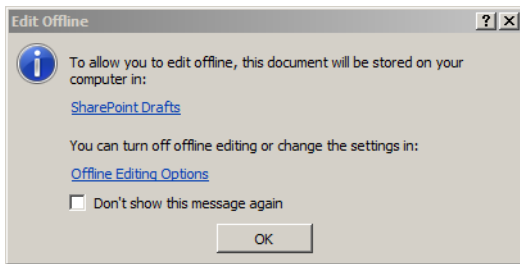 Edit Offline
To allow you to edit offline, this document will be stored on your
computer in:
SharePoint Drafts
You can turn off offline editing or change the settings in:
Offline Editing Options
Don't show this message again
OK